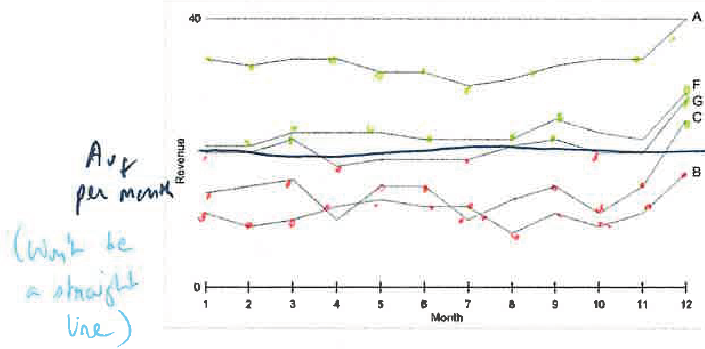 40
A
F
G
C
Revenue
Avg
per month
B
(Won't be
a straight
line)
0
1 2 3 4 5 6 7 8 9 10 11 12
Month